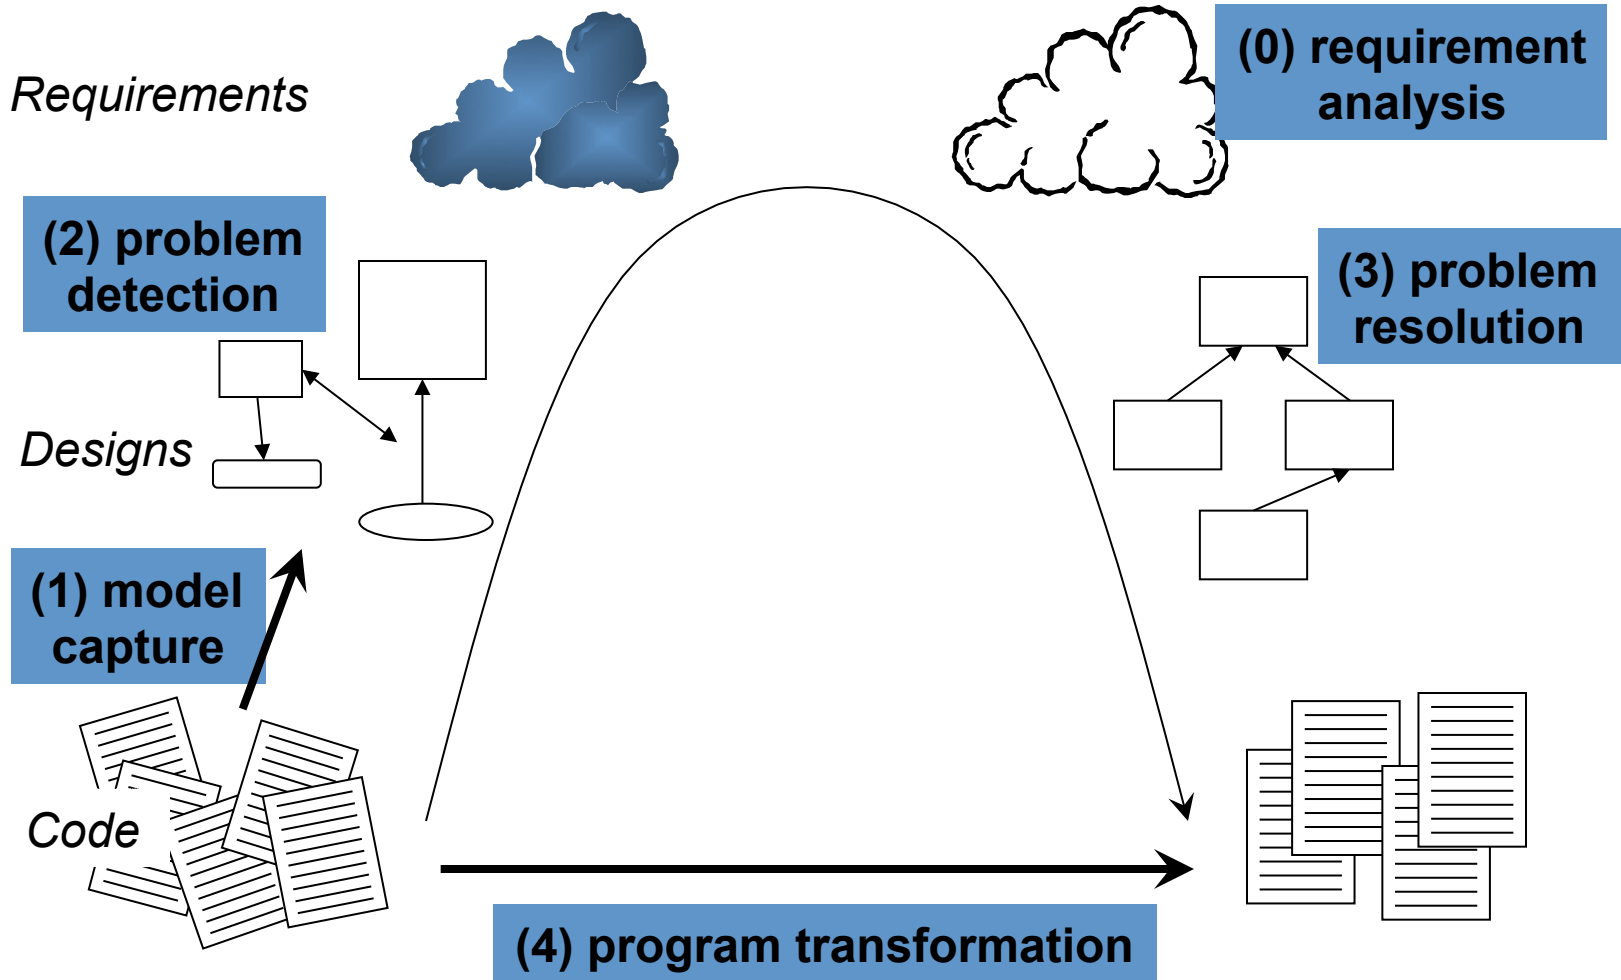 (0) requirement
analysis
Requirements
(2) problem
detection
(3) problem
resolution
Designs
(1) model
capture
Code
(4) program transformation